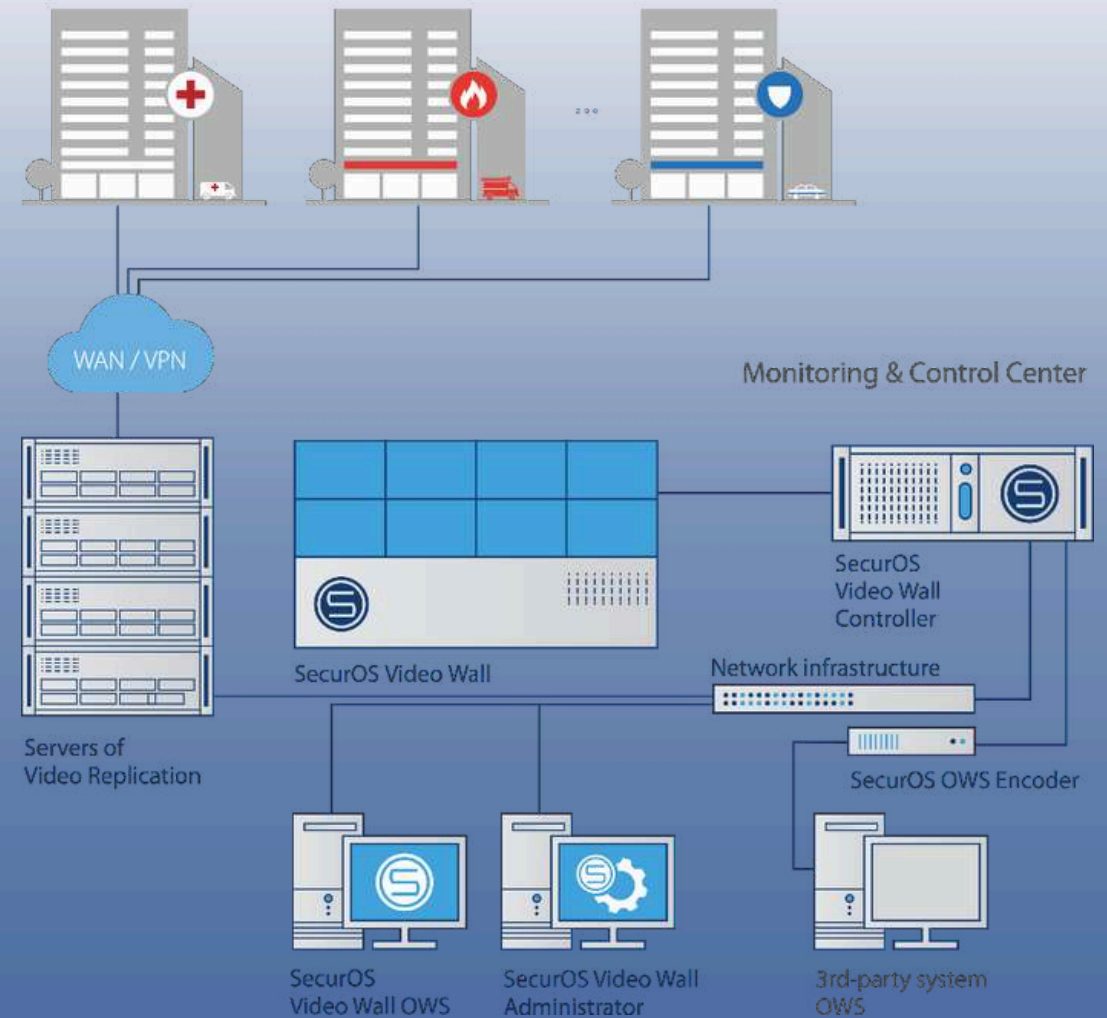 WAN / VPN
Monitoring & Control Center
SecurOS
Video Wall
Controller
SecurOS Video Wall
Network infrastructure
Servers of
Video Replication
SecurOS OWS Encoder
SecurOS
Video Wall OWS
SecurOS Video Wall
Administrator
3rd-party system
OWS